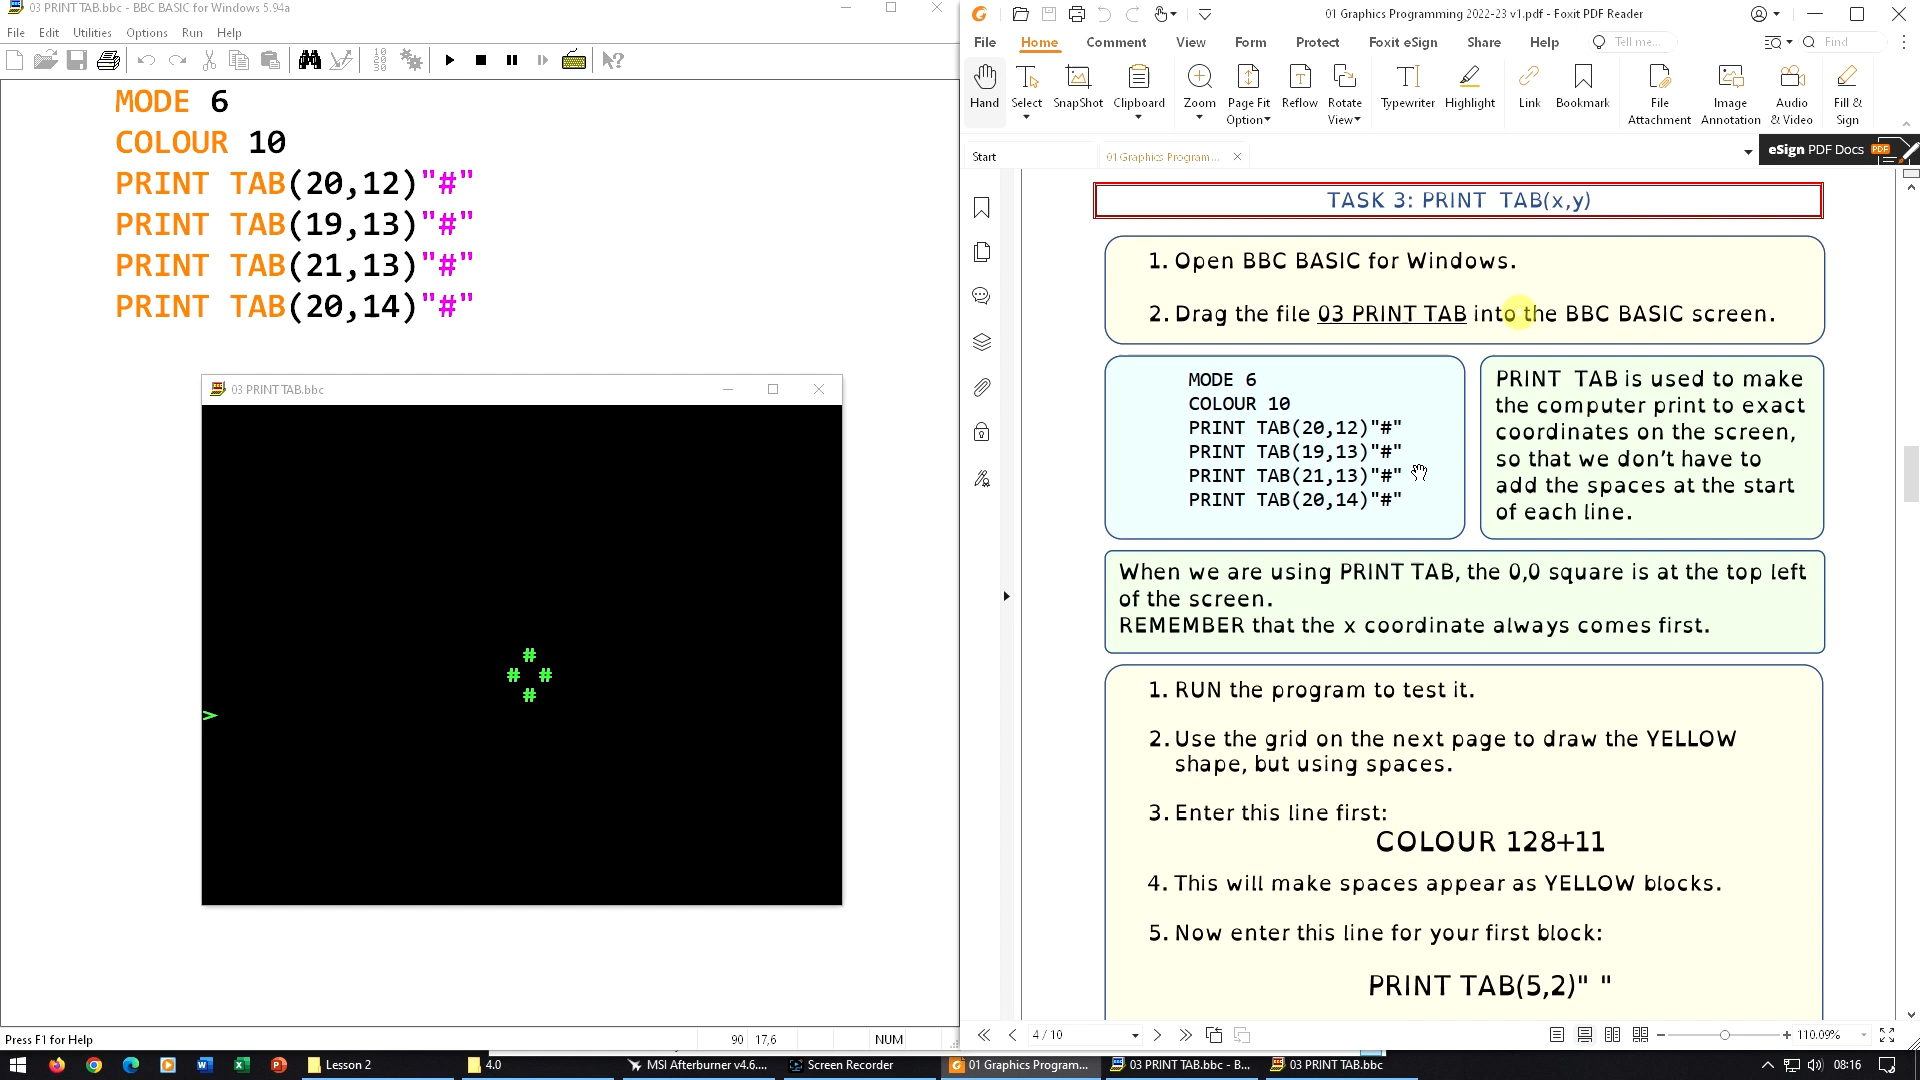 03 PRINT TAB.bbc - BBC BASIC for Windows 5.94a
File Edit Utilities Options Run Help
MODE 6
COLOUR 10
PRINT TAB(20,12)"#"
PRINT TAB(19,13)"#"
PRINT TAB(21,13)"#"
PRINT TAB(20,14)"#"
03 PRINT TAB.bbc
#
# #
#
>
Press F1 for Help
90 17,6
NUM
01 Graphics Programming 2022-23 v1.pdf - Foxit PDF Reader
File Home Comment View Form Protect Foxit eSign Share Help Tell me... Find
Hand Select SnapShot Clipboard Zoom Page Fit Option Reflow Rotate View Typewriter Highlight Link Bookmark File Attachment Image Annotation Audio & Video Fill & Sign
Start
01 Graphics Program...
eSign PDF Docs PDF
TASK 3: PRINT TAB(x,y)
1. Open BBC BASIC for Windows.
2. Drag the file 03 PRINT TAB into the BBC BASIC screen.
MODE 6
COLOUR 10
PRINT TAB(20,12)"#"
PRINT TAB(19,13)"#"
PRINT TAB(21,13)"#"
PRINT TAB(20,14)"#"
PRINT TAB is used to make
the computer print to exact
coordinates on the screen,
so that we don't have to
add the spaces at the start
of each line.
When we are using PRINT TAB, the 0,0 square is at the top left
of the screen.
REMEMBER that the x coordinate always comes first.
1. RUN the program to test it.
2. Use the grid on the next page to draw the YELLOW
shape, but using spaces.
3. Enter this line first:
COLOUR 128+11
4. This will make spaces appear as YELLOW blocks.
5. Now enter this line for your first block:
PRINT TAB(5,2)" "
4 / 10
110.09%
Lesson 2
4.0
MSI Afterburner v4.6....
Screen Recorder
01 Graphics Program...
03 PRINT TAB.bbc - B...
03 PRINT TAB.bbc
08:16